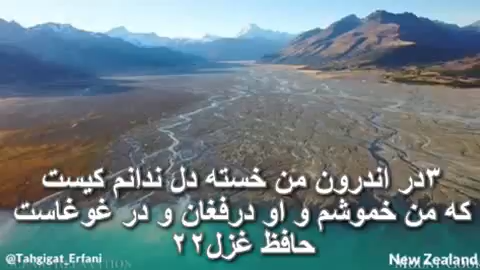 ۳در اندرون من خسته دل ندانم کیست
که من خموشم و او درفغان و در غوغاست
حافظ غزل۲۲
@Tahgigat_Erfani
New Zealand